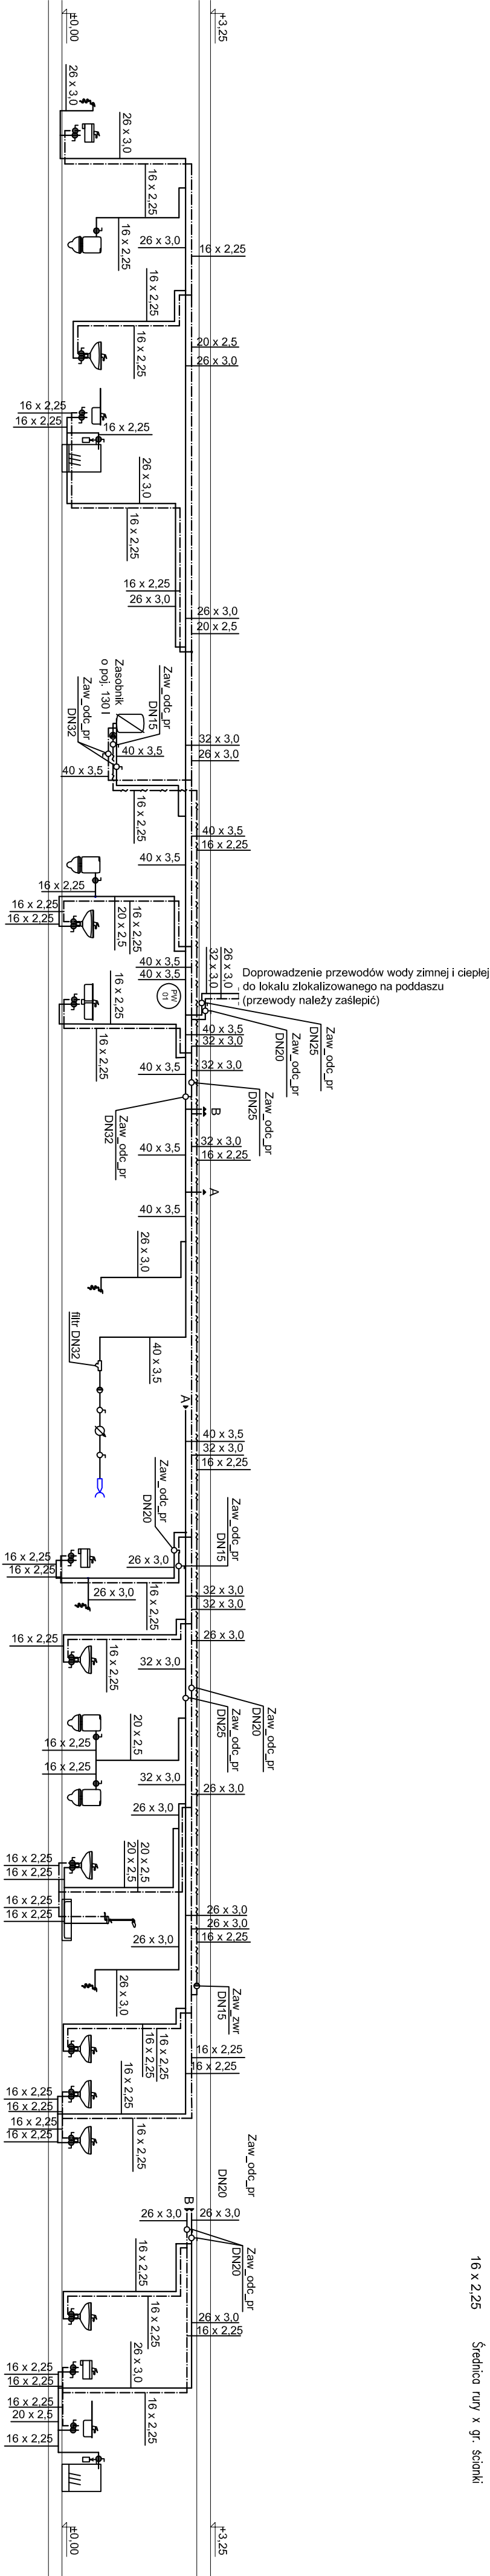 ±0,00
+3,25
26 x 3,0
26 x 3,0
16 x 2,25
16 x 2,25
26 x 3,0
16 x 2,25
16 x 2,25
16 x 2,25
20 x 2,5
26 x 3,0
16 x 2,25
16 x 2,25
16 x 2,25
26 x 3,0
16 x 2,25
16 x 2,25
26 x 3,0
26 x 3,0
20 x 2,5
Zaw_odc_pr
DN15
Zasobnik
o poj. 130 l
Zaw_odc_pr
DN32
32 x 3,0
26 x 3,0
40 x 3,5
40 x 3,5
16 x 2,25
40 x 3,5
16 x 2,25
40 x 3,5
16 x 2,25
16 x 2,25
16 x 2,25
16 x 2,25
20 x 2,5
40 x 3,5
40 x 3,5
26 x 3,0
32 x 3,0
Doprowadzenie przewodów wody zimnej i ciepłej
do lokalu zlokalizowanego na poddaszu
(przewody należy zaślepić)
PW
01
16 x 2,25
16 x 2,25
40 x 3,5
32 x 3,0
Zaw_odc_pr
DN25
Zaw_odc_pr
DN20
40 x 3,5
32 x 3,0
Zaw_odc_pr
DN25
B
Zaw_odc_pr
DN32
32 x 3,0
40 x 3,5
16 x 2,25
A
40 x 3,5
26 x 3,0
filtr DN32
40 x 3,5
A
40 x 3,5
32 x 3,0
16 x 2,25
Zaw_odc_pr
DN20
Zaw_odc_pr
DN15
16 x 2,25
16 x 2,25
26 x 3,0
26 x 3,0
16 x 2,25
32 x 3,0
32 x 3,0
26 x 3,0
16 x 2,25
16 x 2,25
32 x 3,0
Zaw_odc_pr
DN20
Zaw_odc_pr
DN25
20 x 2,5
16 x 2,25
16 x 2,25
32 x 3,0
26 x 3,0
26 x 3,0
20 x 2,5
20 x 2,5
16 x 2,25
16 x 2,25
16 x 2,25
16 x 2,25
26 x 3,0
26 x 3,0
16 x 2,25
26 x 3,0
26 x 3,0
Zaw_zwr
DN15
16 x 2,25
16 x 2,25
16 x 2,25
16 x 2,25
16 x 2,25
16 x 2,25
16 x 2,25
16 x 2,25
16 x 2,25
16 x 2,25
Zaw_odc_pr
DN20
B
26 x 3,0
26 x 3,0
Zaw_odc_pr
DN20
16 x 2,25
16 x 2,25
26 x 3,0
16 x 2,25
26 x 3,0
16 x 2,25
16 x 2,25
16 x 2,25
16 x 2,25
20 x 2,5
16 x 2,25
±0,00
+3,25
16 x 2,25 Średnica rury x gr. ścianki